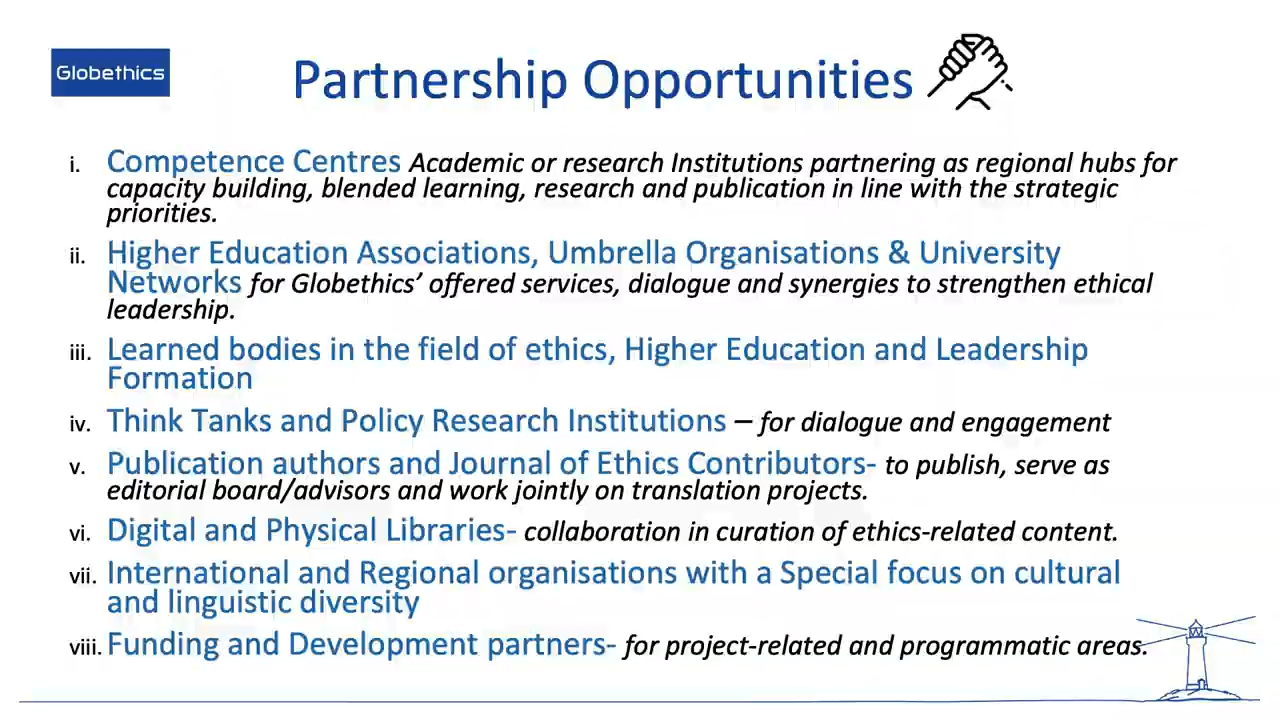 Globethics
Partnership Opportunities
i. Competence Centres Academic or research Institutions partnering as regional hubs for
capacity building, blended learning, research and publication in line with the strategic
priorities.
ii. Higher Education Associations, Umbrella Organisations & University
Networks for Globethics’ offered services, dialogue and synergies to strengthen ethical
leadership.
iii. Learned bodies in the field of ethics, Higher Education and Leadership
Formation
iv. Think Tanks and Policy Research Institutions – for dialogue and engagement
v. Publication authors and Journal of Ethics Contributors- to publish, serve as
editorial board/advisors and work jointly on translation projects.
vi. Digital and Physical Libraries- collaboration in curation of ethics-related content.
vii. International and Regional organisations with a Special focus on cultural
and linguistic diversity
viii. Funding and Development partners- for project-related and programmatic areas.